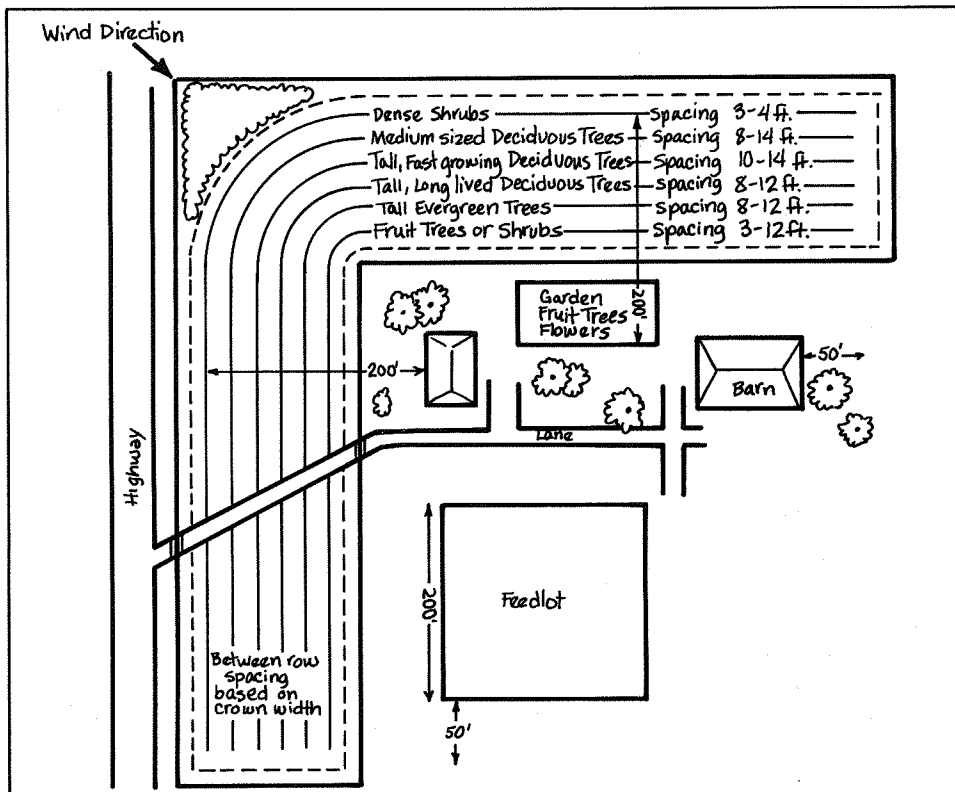 Wind Direction
Dense Shrubs Spacing 3-4 ft.
Medium sized Deciduous Trees Spacing 8-14 ft.
Tall, Fast growing Deciduous Trees Spacing 10-14 ft.
Tall, Long lived Deciduous Trees Spacing 8-12 ft.
Tall Evergreen Trees Spacing 8-12 ft.
Fruit Trees or Shrubs Spacing 3-12 ft.
Garden
Fruit Trees
Flowers
200'
200'
50'
Barn
Lane
Highway
200'
Feedlot
Between row
spacing
based on
crown width
50'